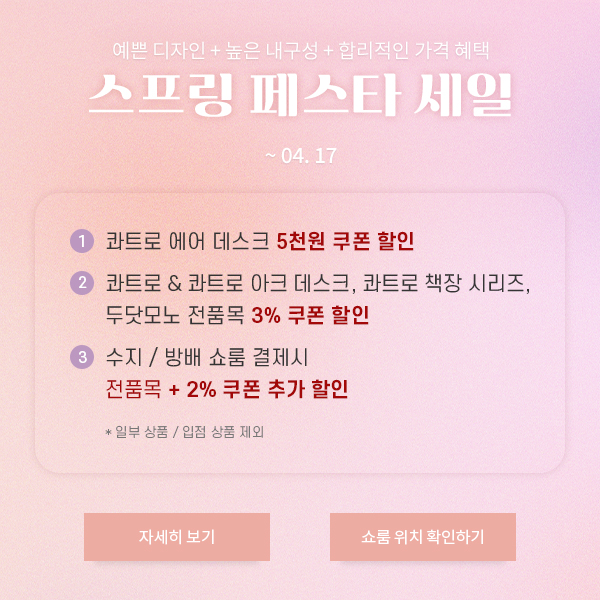 예쁜 디자인 + 높은 내구성 + 합리적인 가격 혜택
스프링 페스타 세일
~ 04. 17
1 콰트로 에어 데스크 5천원 쿠폰 할인
2 콰트로 & 콰트로 아크 데스크, 콰트로 책장 시리즈,
두닷모노 전품목 3% 쿠폰 할인
3 수지 / 방배 쇼룸 결제시
전품목 + 2% 쿠폰 추가 할인
* 일부 상품 / 입점 상품 제외
자세히 보기
쇼룸 위치 확인하기